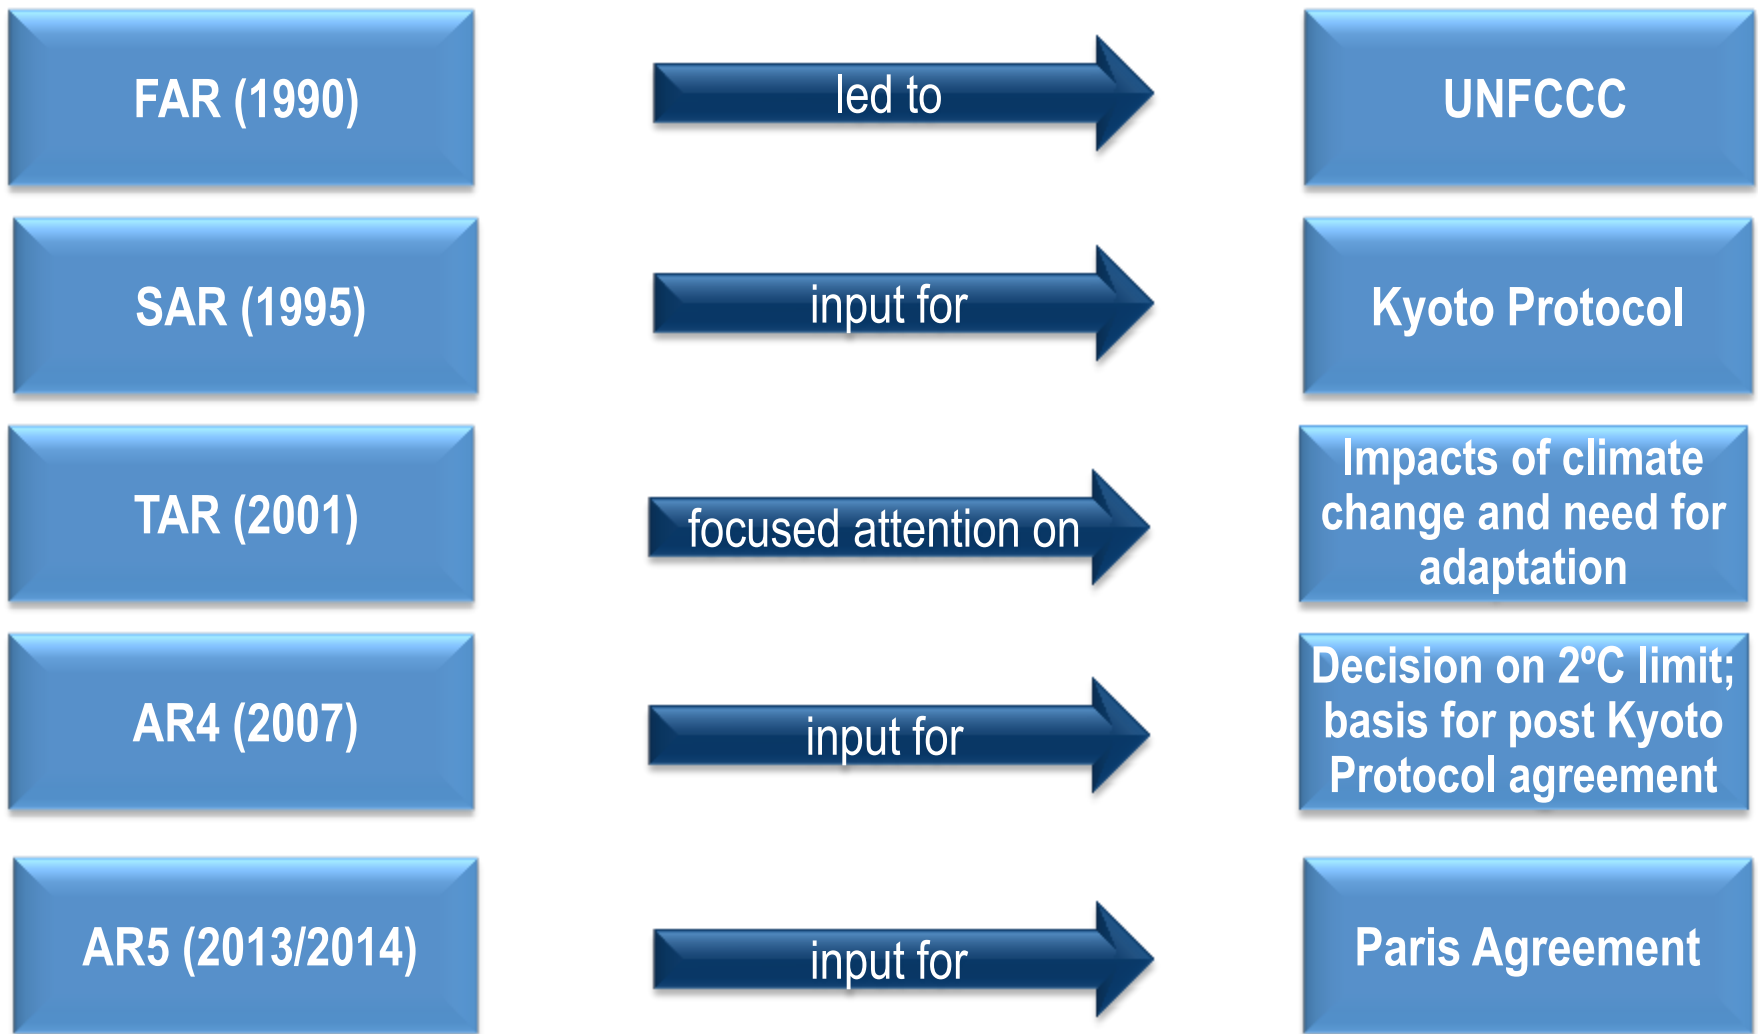 FAR (1990)
led to
UNFCCC
SAR (1995)
input for
Kyoto Protocol
TAR (2001)
focused attention on
Impacts of climate
change and need for
adaptation
AR4 (2007)
input for
Decision on 2ºC limit;
basis for post Kyoto
Protocol agreement
AR5 (2013/2014)
input for
Paris Agreement